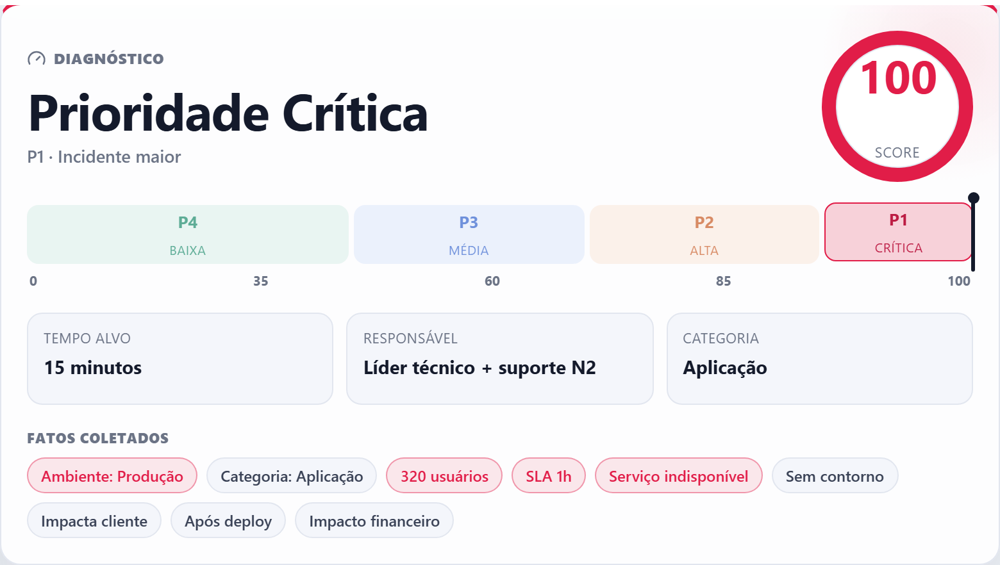 DIAGNÓSTICO
Prioridade Crítica
P1 · Incidente maior
100
SCORE
P4
BAIXA
P3
MÉDIA
P2
ALTA
P1
CRÍTICA
0 35 60 85 100
TEMPO ALVO
15 minutos
RESPONSÁVEL
Líder técnico + suporte N2
CATEGORIA
Aplicação
FATOS COLETADOS
Ambiente: Produção
Categoria: Aplicação
320 usuários
SLA 1h
Serviço indisponível
Sem contorno
Impacta cliente
Após deploy
Impacto financeiro